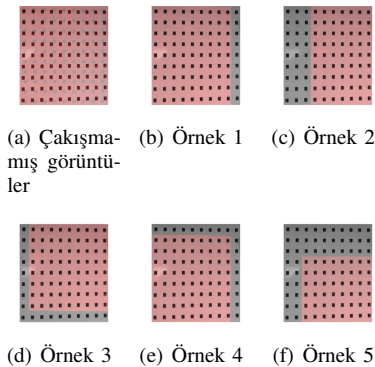 (a) Çakışma-
mış görüntü-
ler
(b) Örnek 1
(c) Örnek 2
(d) Örnek 3
(e) Örnek 4
(f) Örnek 5